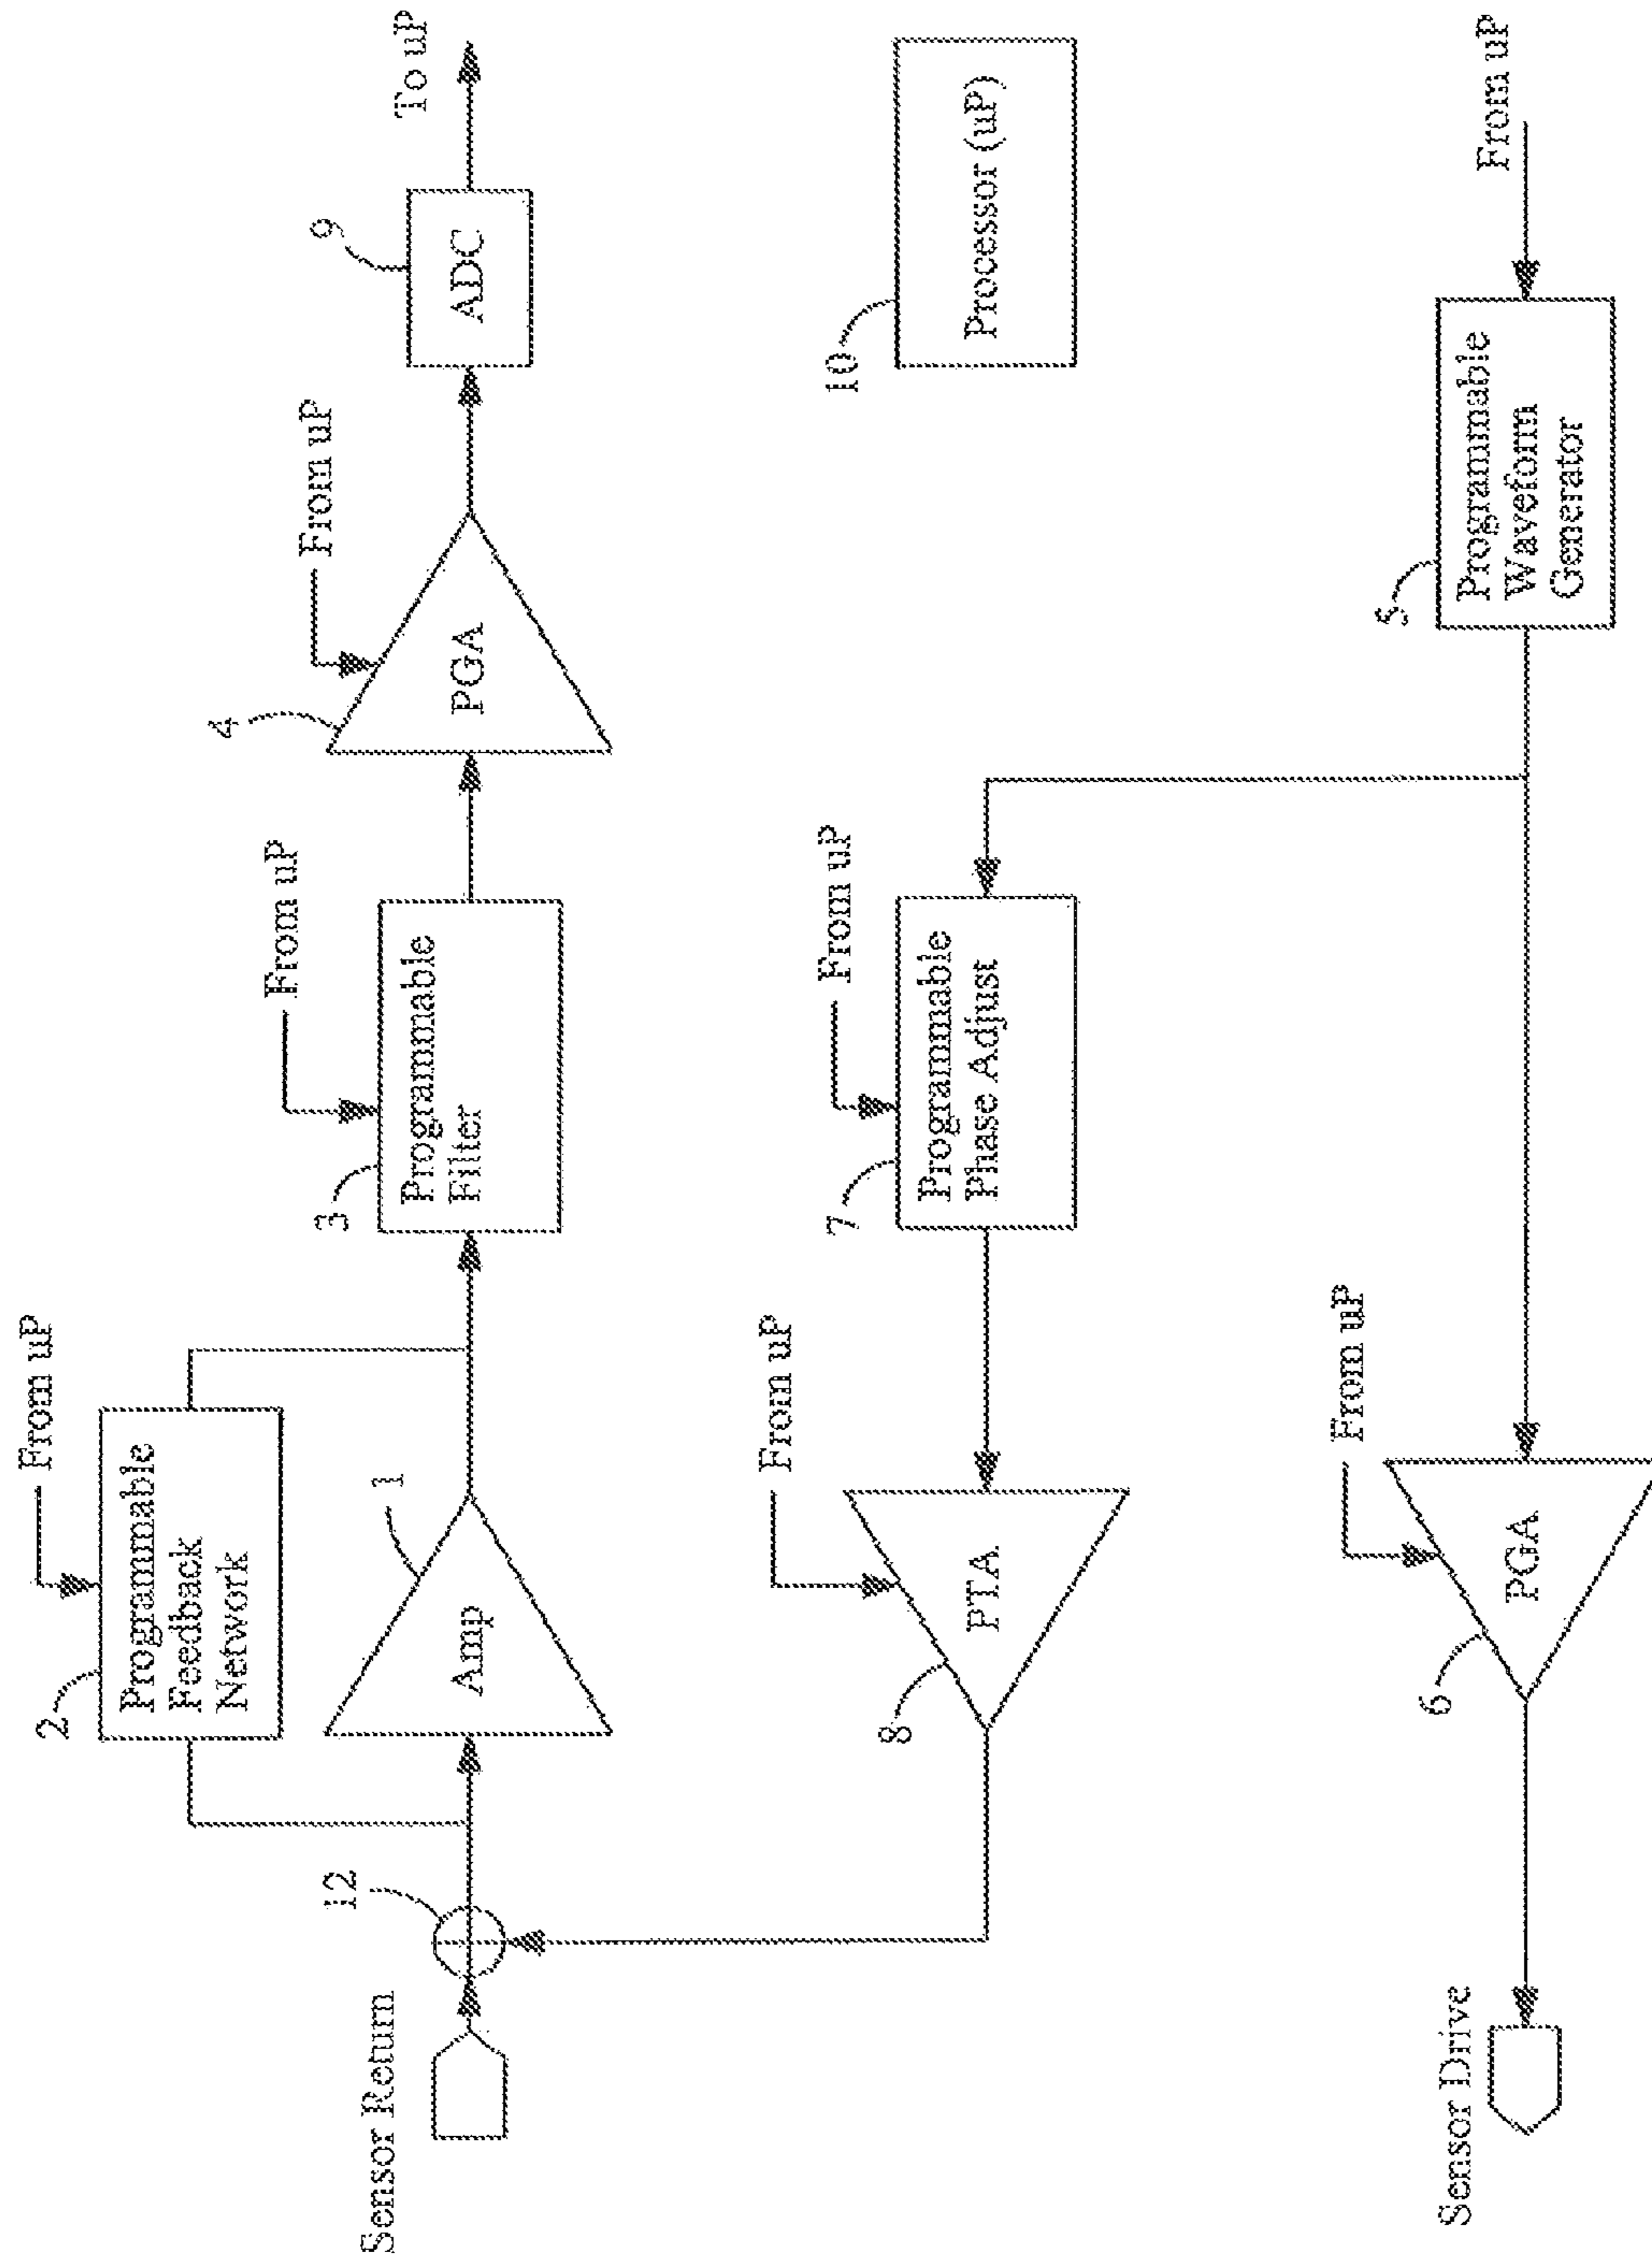 From uP
2
Programmable
Feedback
Network
12
Sensor Return
Amp
1
From uP
3
Programmable
Filter
From uP
4
PGA
9
ADC
To uP
From uP
8
PTA
From uP
7
Programmable
Phase Adjust
10
Processor (uP)
From uP
6
PGA
Sensor Drive
5
Programmable
Waveform
Generator
From uP